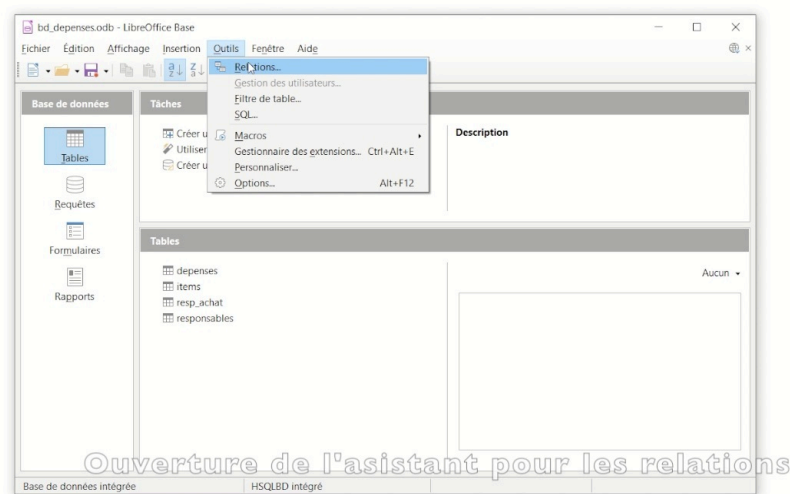 bd_depenses.odb - LibreOffice Base
Fichier Édition Affichage Insertion Outils Fenêtre Aide
Relations...
Gestion des utilisateurs...
Filtre de table...
SQL...
Macros
Gestionnaire des extensions... Ctrl+Alt+E
Personnaliser...
Options... Alt+F12
Base de données
Tables
Requêtes
Formulaires
Rapports
Tâches
Créer u
Utiliser
Créer u
Description
Tables
depenses
items
resp_achat
responsables
Aucun
Ouverture de l'asistant pour les relations
Base de données intégrée HSQLBD intégré